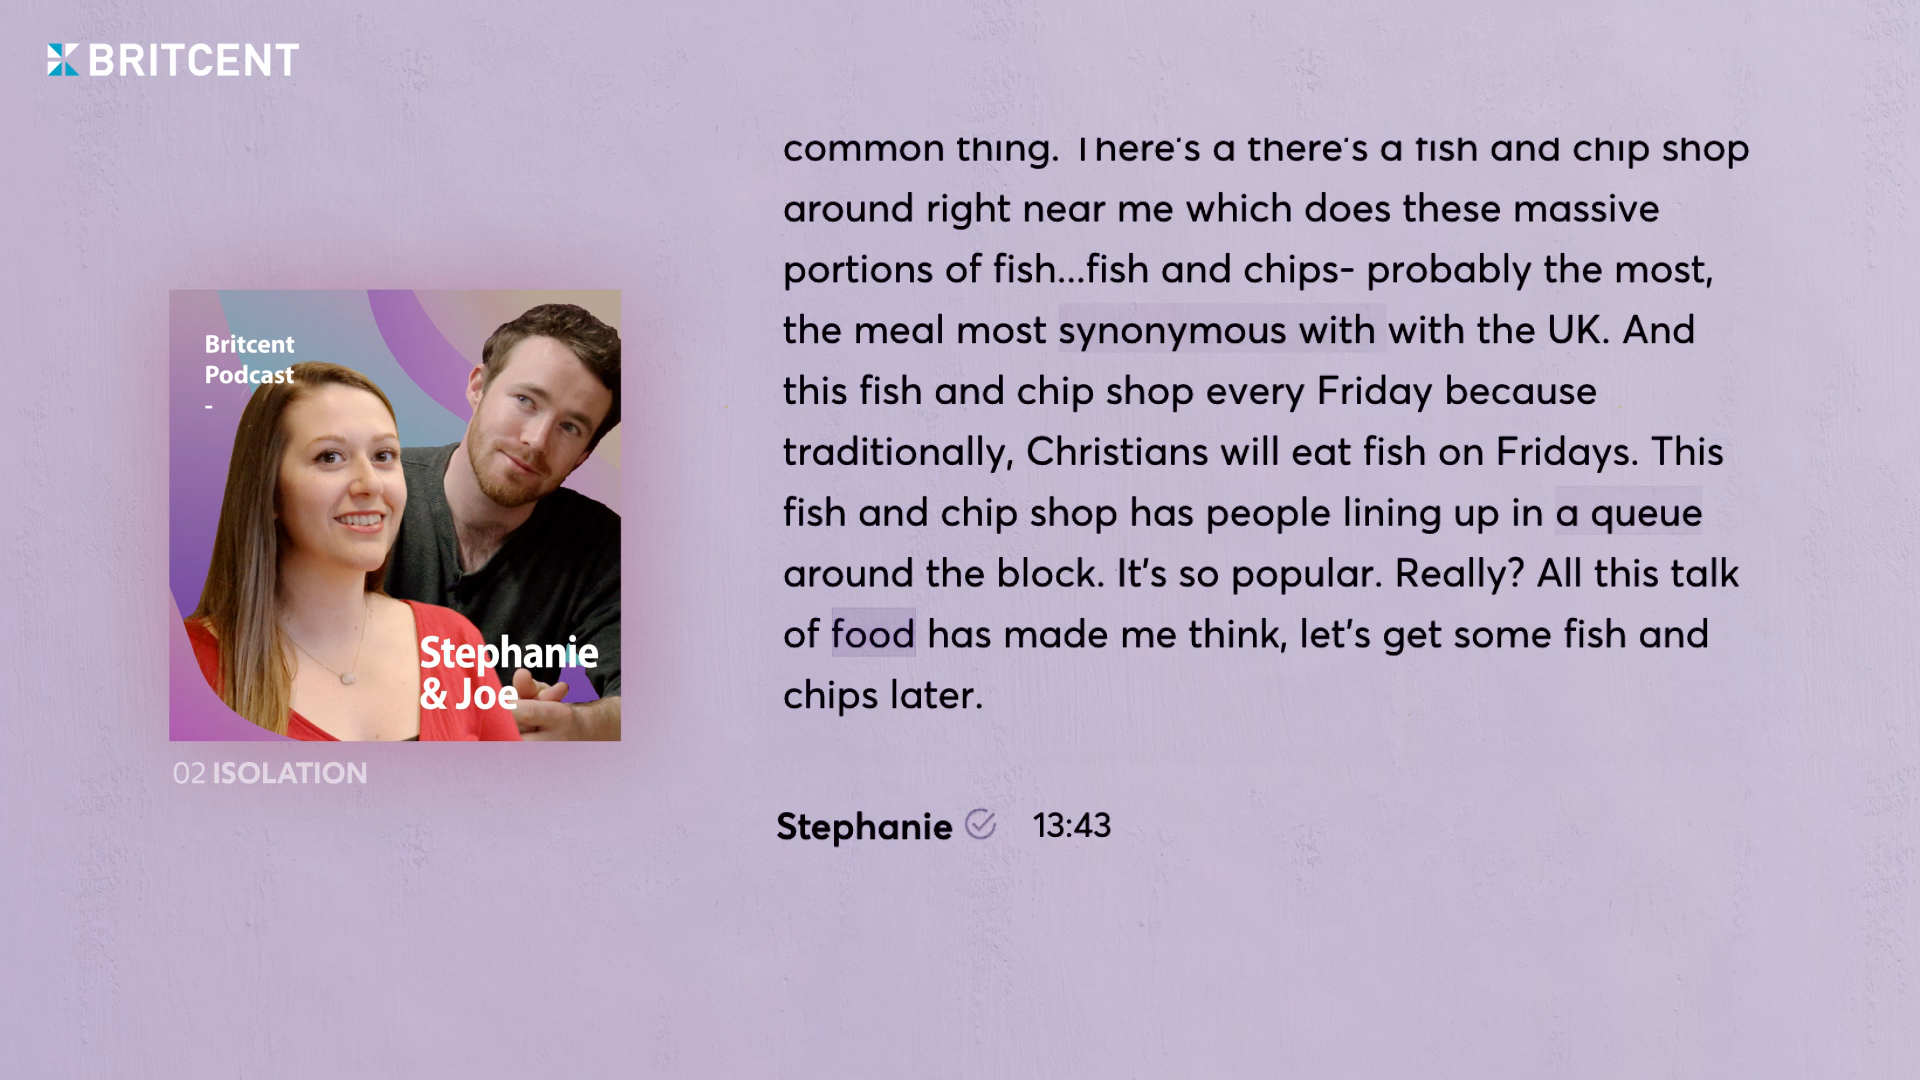 BRITCENT
Britcent
Podcast
-
Stephanie
& Joe
02 ISOLATION
common thing. There's a there's a fish and chip shop
around right near me which does these massive
portions of fish...fish and chips- probably the most,
the meal most synonymous with with the UK. And
this fish and chip shop every Friday because
traditionally, Christians will eat fish on Fridays. This
fish and chip shop has people lining up in a queue
around the block. It's so popular. Really? All this talk
of food has made me think, let's get some fish and
chips later.
Stephanie 13:43